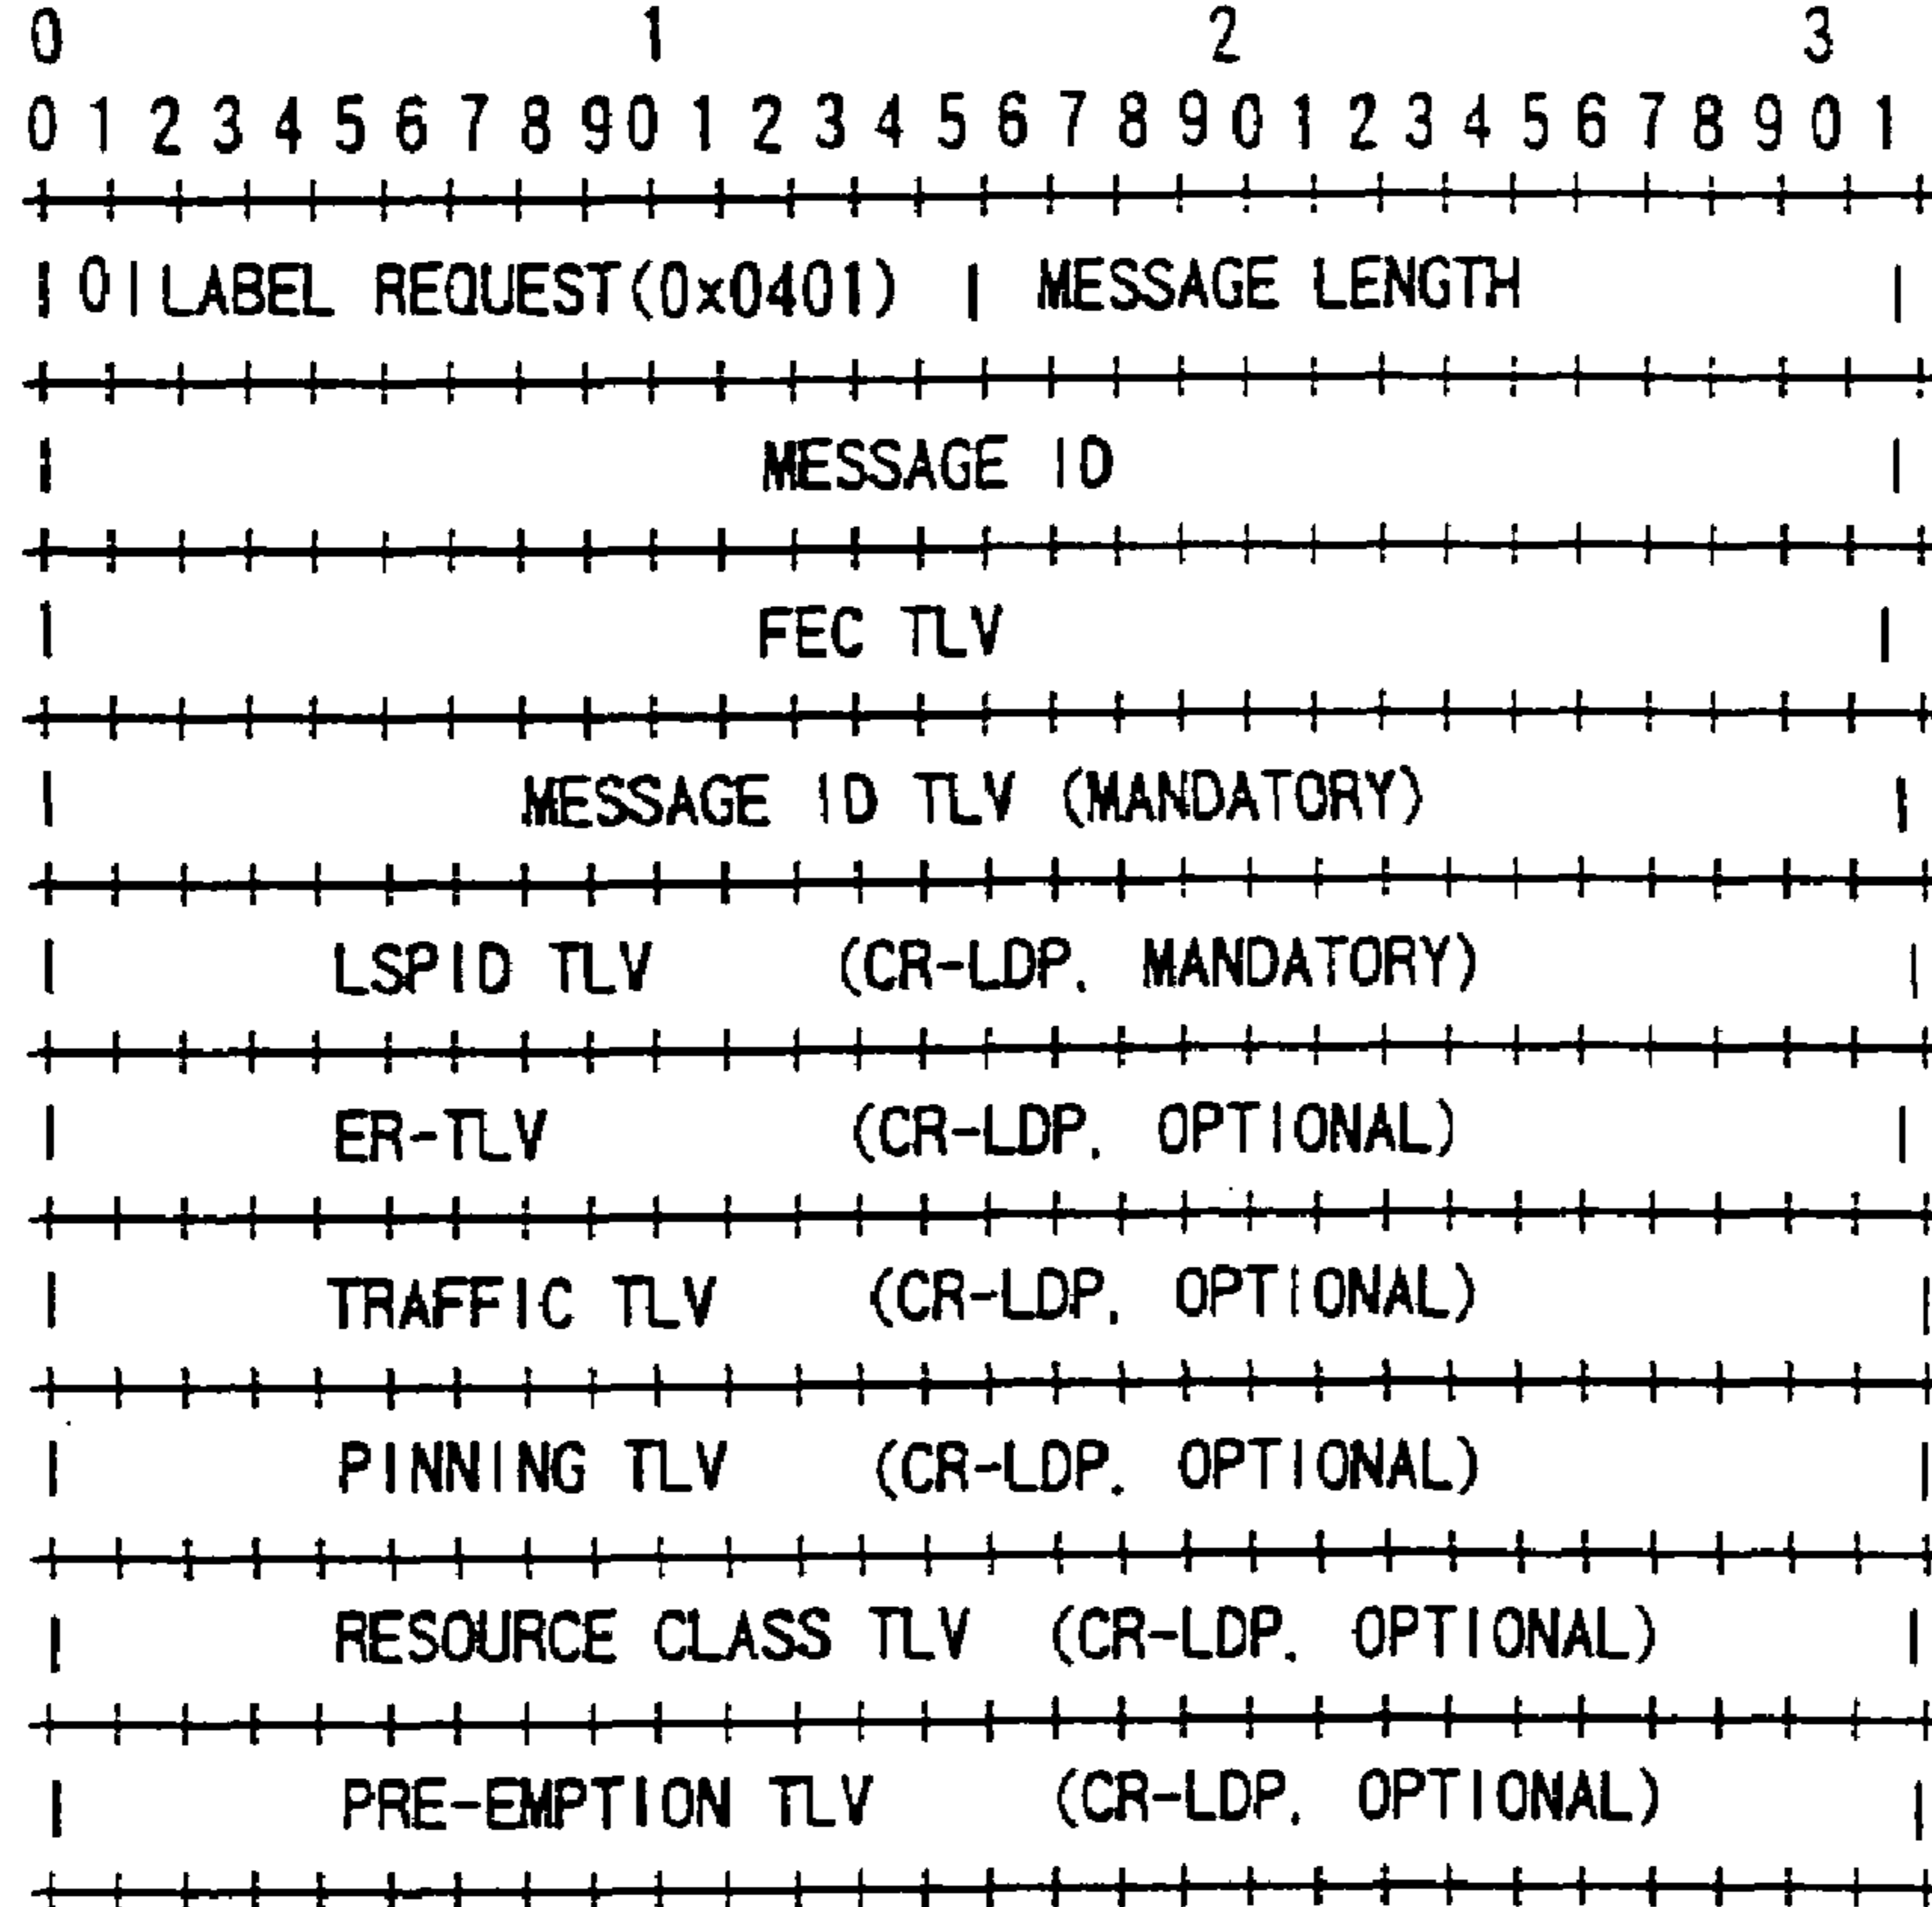 0 1 2 3
0 1 2 3 4 5 6 7 8 9 0 1 2 3 4 5 6 7 8 9 0 1 2 3 4 5 6 7 8 9 0 1
| 0 | LABEL REQUEST(0x0401) | MESSAGE LENGTH |
| MESSAGE ID |
| FEC TLV |
| MESSAGE ID TLV (MANDATORY) |
| LSPID TLV (CR-LDP, MANDATORY) |
| ER-TLV (CR-LDP, OPTIONAL) |
| TRAFFIC TLV (CR-LDP, OPTIONAL) |
| PINNING TLV (CR-LDP, OPTIONAL) |
| RESOURCE CLASS TLV (CR-LDP, OPTIONAL) |
| PRE-EMPTION TLV (CR-LDP, OPTIONAL) |